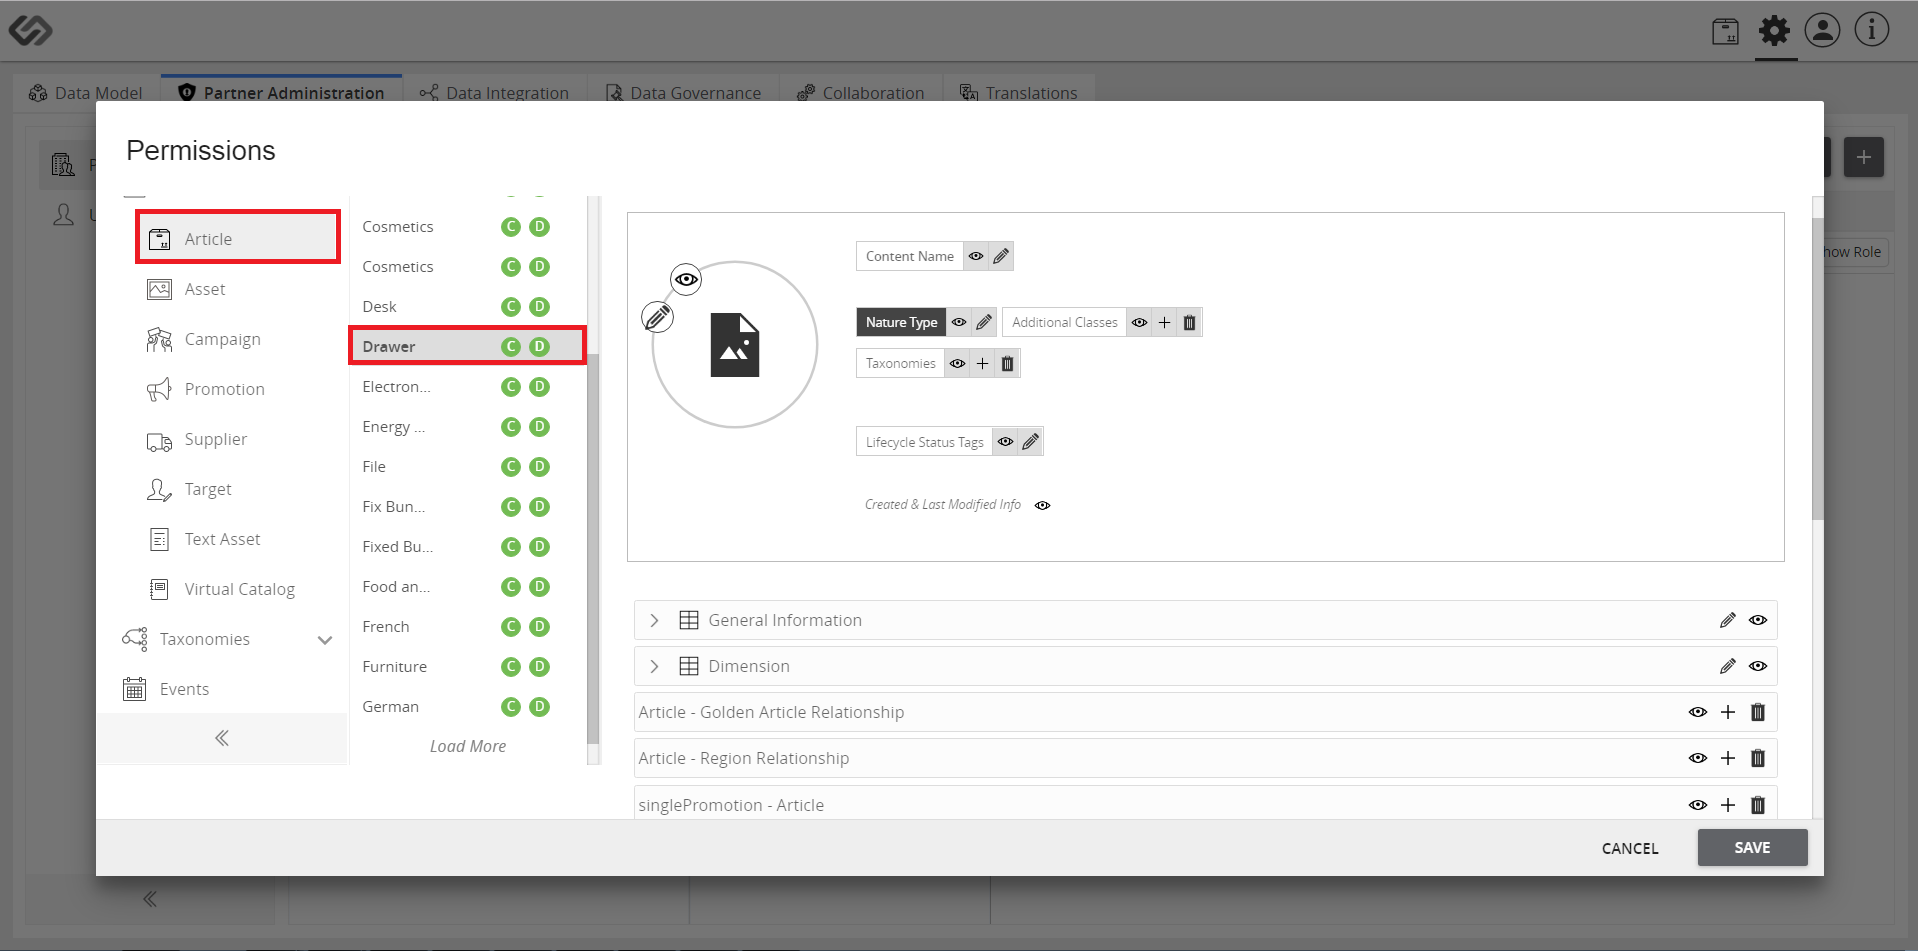 Data Model
Partner Administration
Data Integration
Data Governance
Collaboration
Translations
Permissions
Article
Asset
Campaign
Promotion
Supplier
Target
Text Asset
Virtual Catalog
Taxonomies
Events
Cosmetics C D
Cosmetics C D
Desk C D
Drawer C D
Electron... C D
Energy ... C D
File C D
Fix Bun... C D
Fixed Bu... C D
Food an... C D
French C D
Furniture C D
German C D
Load More
Content Name
Nature Type
Additional Classes
Taxonomies
Lifecycle Status Tags
Created & Last Modified Info
General Information
Dimension
Article - Golden Article Relationship
Article - Region Relationship
singlePromotion - Article
Role
CANCEL
SAVE